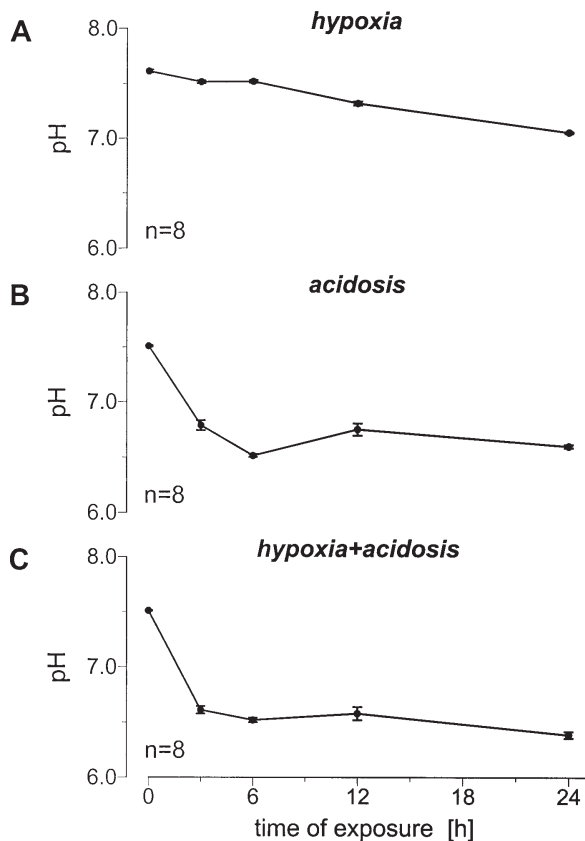 A
hypoxia
8.0
7.0
6.0
pH
n=8
B
acidosis
8.0
7.0
6.0
pH
n=8
C
hypoxia+acidosis
8.0
7.0
6.0
pH
n=8
0 6 12 18 24
time of exposure [h]